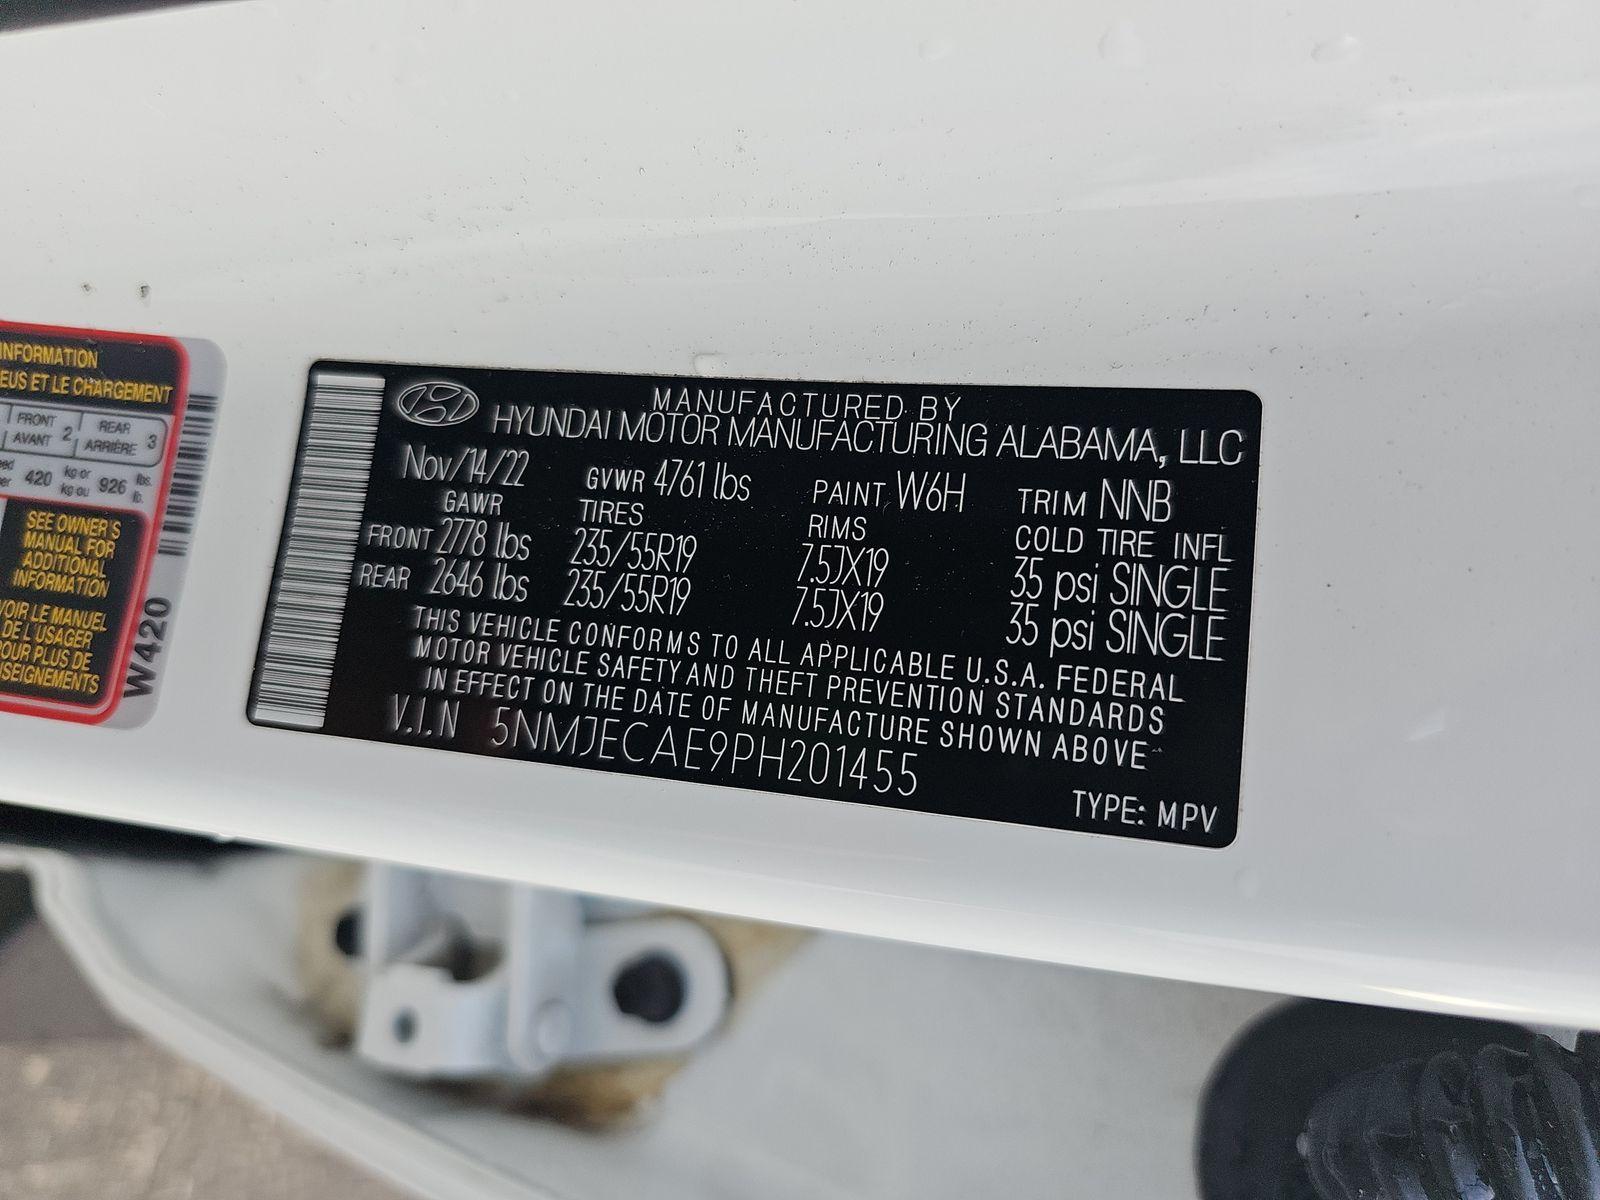 INFORMATION
EUS ET LE CHARGEMENT
FRONT 2 REAR 3
AVANT ARRIÈRE
420 kg or 926 lbs.
kg ou lb.
SEE OWNER'S
MANUAL FOR
ADDITIONAL
INFORMATION
VOIR LE MANUEL
DE L'USAGER
POUR PLUS DE
NSEIGNEMENTS
W420
MANUFACTURED BY
HYUNDAI MOTOR MANUFACTURING ALABAMA, LLC
Nov/14/22 GVWR 4761 lbs PAINT W6H TRIM NNB
GAWR TIRES RIMS COLD TIRE INFL
FRONT 2778 lbs 235/55R19 7.5JX19 35 psi SINGLE
REAR 2646 lbs 235/55R19 7.5JX19 35 psi SINGLE
THIS VEHICLE CONFORMS TO ALL APPLICABLE U.S.A. FEDERAL
MOTOR VEHICLE SAFETY AND THEFT PREVENTION STANDARDS
IN EFFECT ON THE DATE OF MANUFACTURE SHOWN ABOVE
V.I.N 5NMJECAE9PH201455
TYPE: MPV